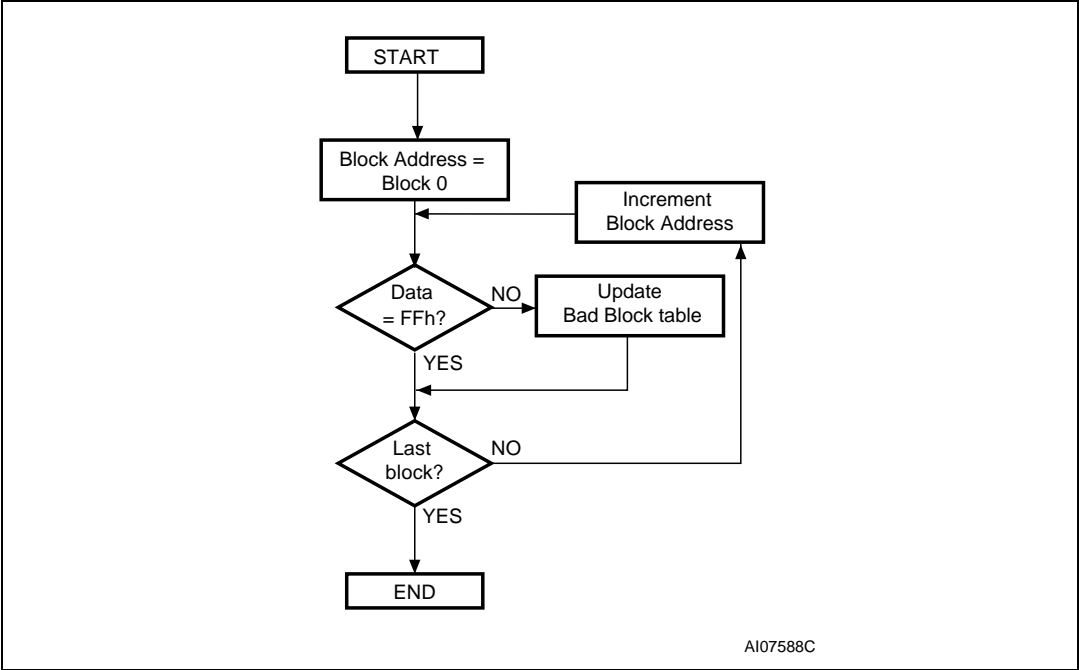 START
Block Address =
Block 0
Increment
Block Address
Data
= FFh?
NO
Update
Bad Block table
YES
Last
block?
NO
YES
END
AI07588C